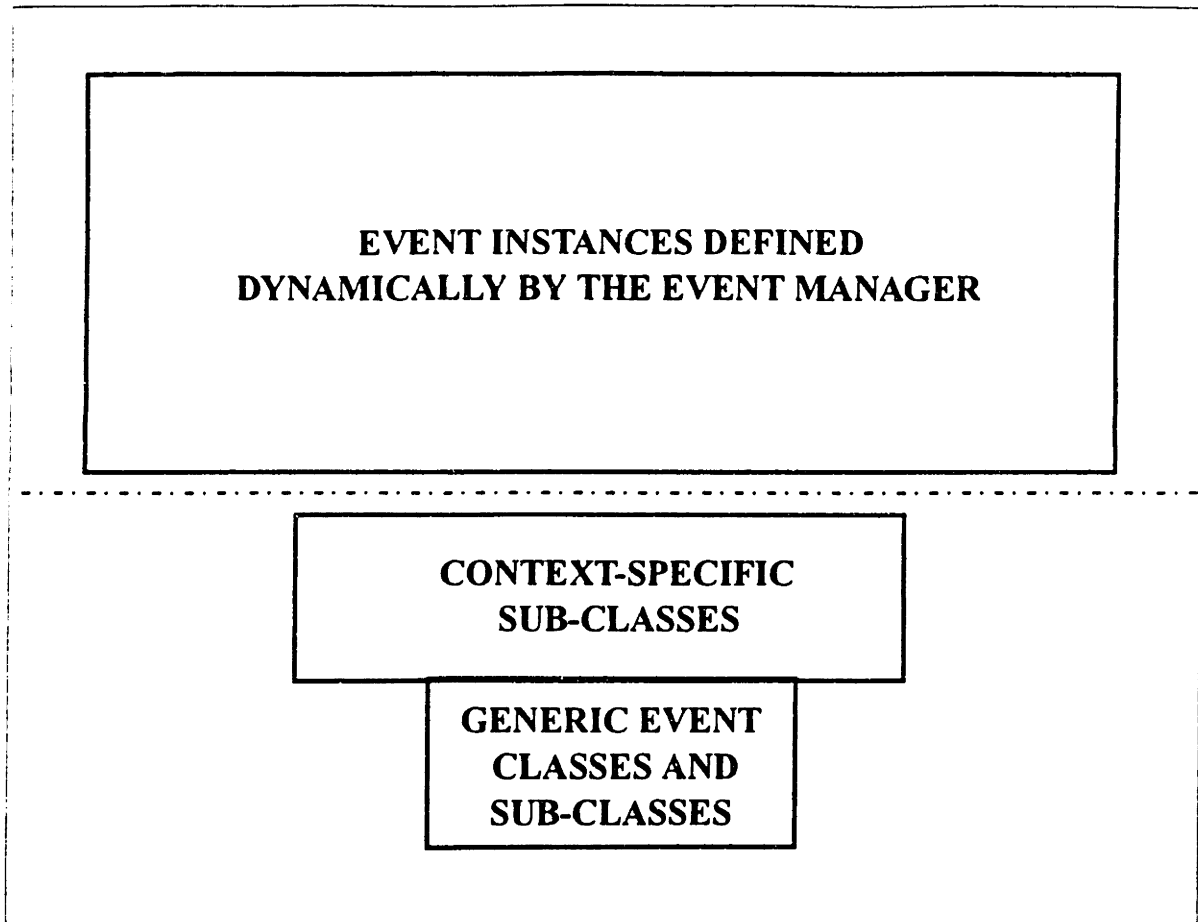 EVENT INSTANCES DEFINED
DYNAMICALLY BY THE EVENT MANAGER
CONTEXT-SPECIFIC
SUB-CLASSES
GENERIC EVENT
CLASSES AND
SUB-CLASSES